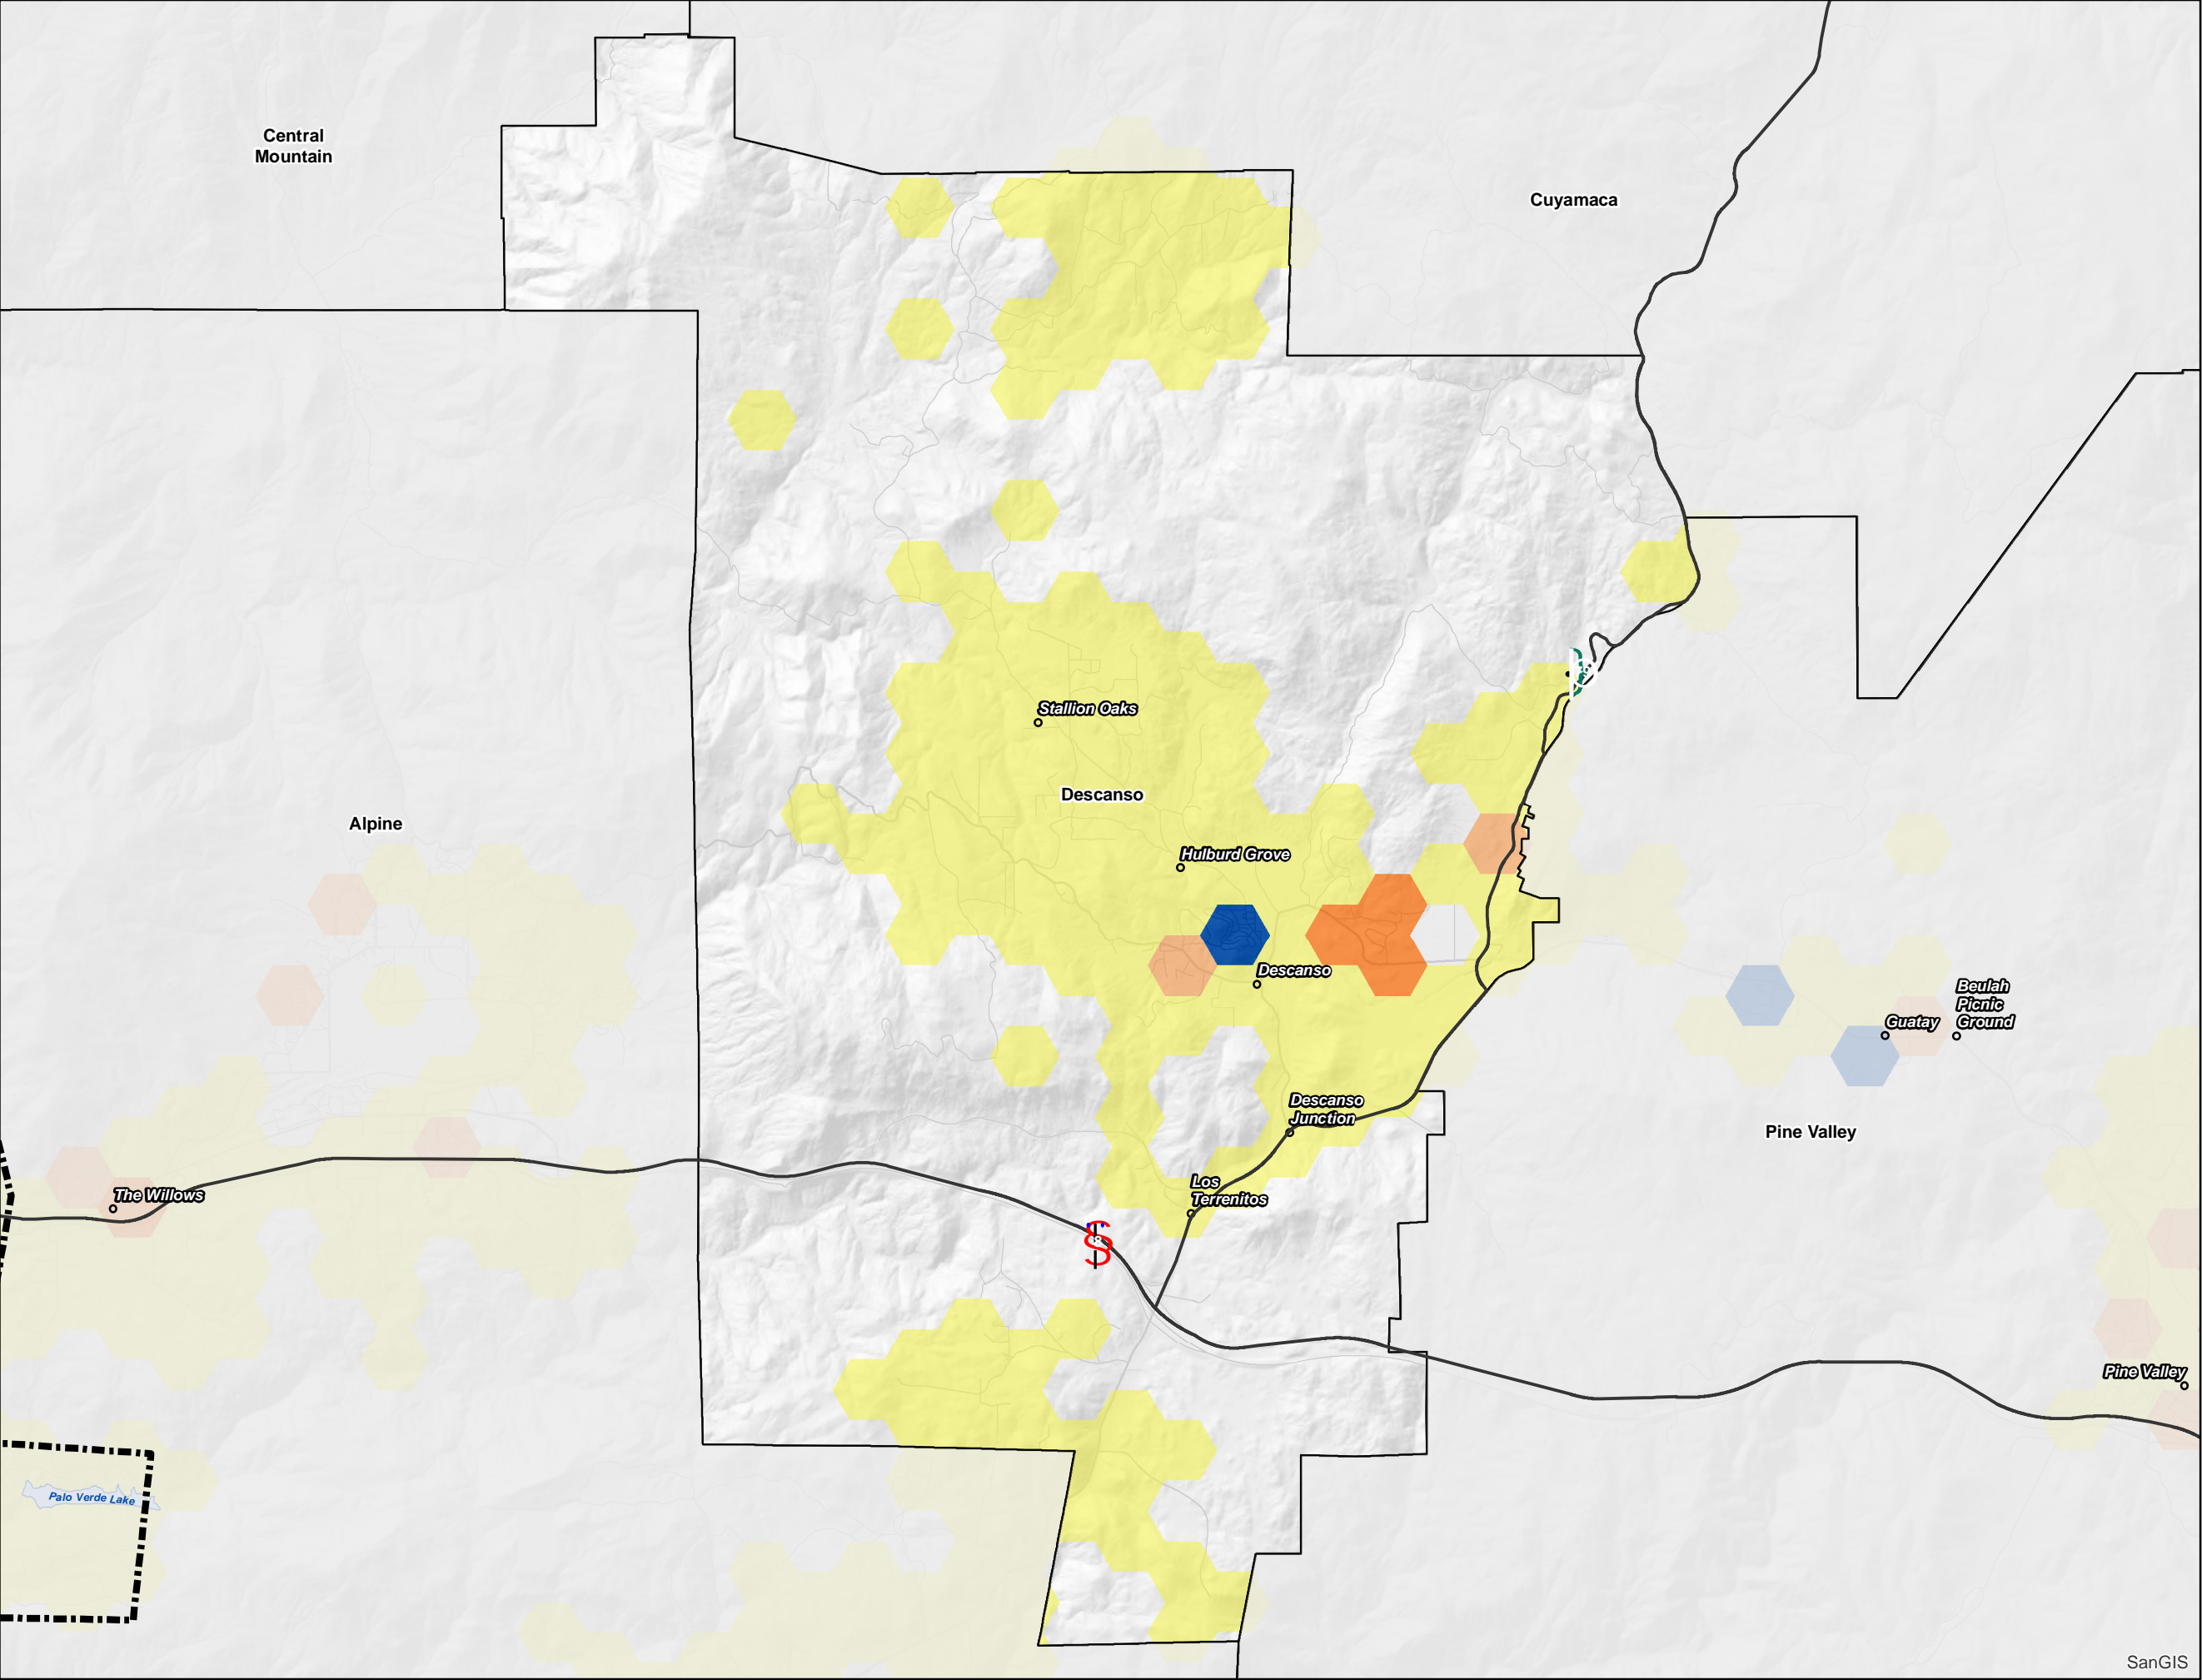 Central
Mountain
Cuyamaca
Stallion Oaks
Descanso
Alpine
Hulburd Grove
Descanso
Beulah
Picnic
Ground
Guatay
Descanso
Junction
Pine Valley
Los
Terrenitos
The Willows
§
8
Pine Valley
Palo Verde Lake
SanGIS